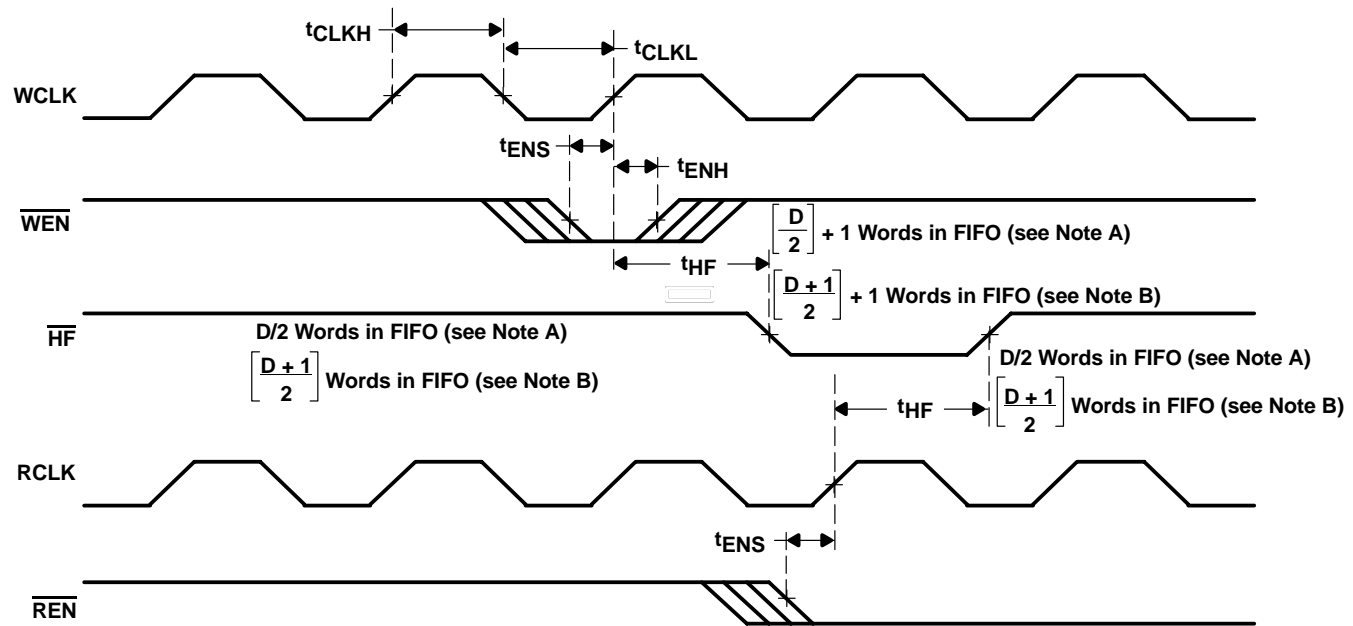 tCLKH
tCLKL
WCLK
tENS
tENH
WEN
[D/2] + 1 Words in FIFO (see Note A)
tHF
[D + 1/2] + 1 Words in FIFO (see Note B)
HF
D/2 Words in FIFO (see Note A)
[D + 1/2] Words in FIFO (see Note B)
D/2 Words in FIFO (see Note A)
tHF
[D + 1/2] Words in FIFO (see Note B)
RCLK
tENS
REN